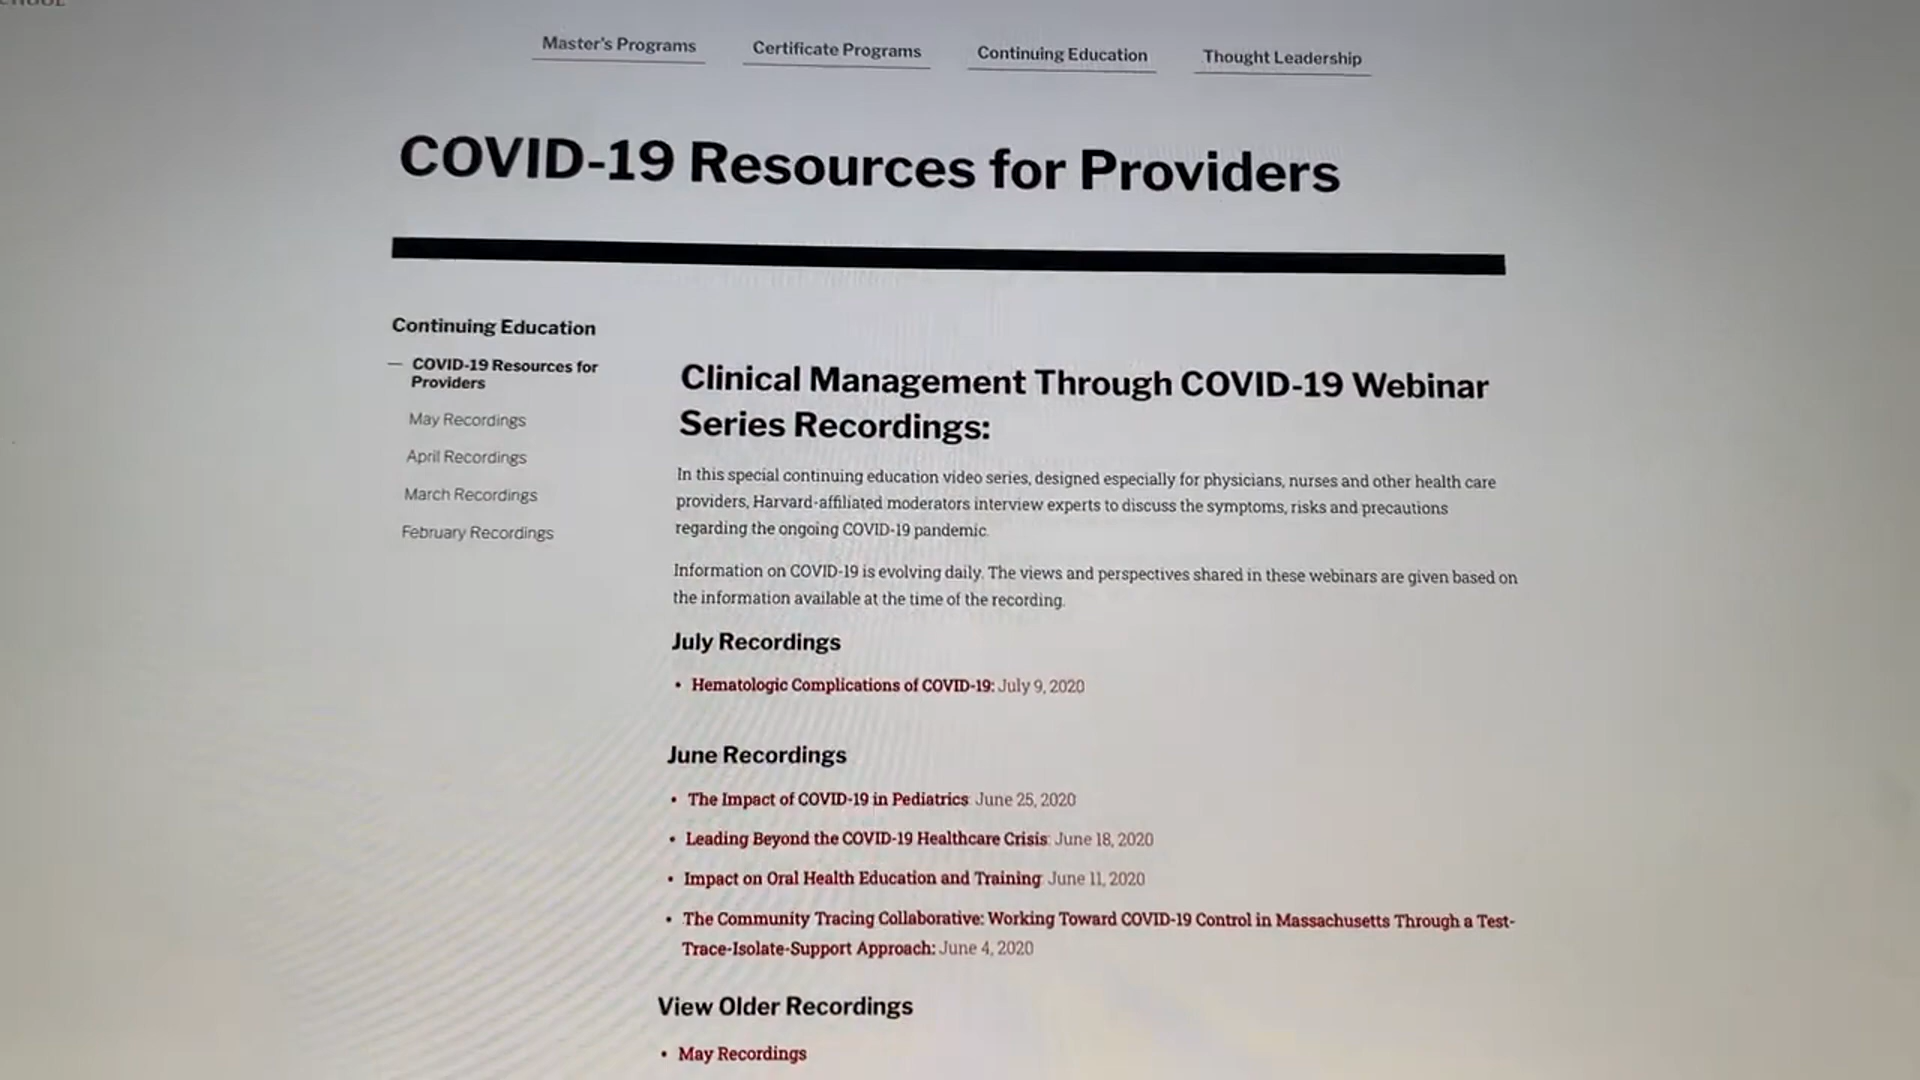 Master's Programs
Certificate Programs
Continuing Education
Thought Leadership
COVID-19 Resources for Providers
Continuing Education
— COVID-19 Resources for
Providers
May Recordings
April Recordings
March Recordings
February Recordings
Clinical Management Through COVID-19 Webinar
Series Recordings:
In this special continuing education video series, designed especially for physicians, nurses and other health care
providers, Harvard-affiliated moderators interview experts to discuss the symptoms, risks and precautions
regarding the ongoing COVID-19 pandemic.
Information on COVID-19 is evolving daily. The views and perspectives shared in these webinars are given based on
the information available at the time of the recording.
July Recordings
• Hematologic Complications of COVID-19: July 9, 2020
June Recordings
• The Impact of COVID-19 in Pediatrics: June 25, 2020
• Leading Beyond the COVID-19 Healthcare Crisis: June 18, 2020
• Impact on Oral Health Education and Training: June 11, 2020
• The Community Tracing Collaborative: Working Toward COVID-19 Control in Massachusetts Through a Test-
Trace-Isolate-Support Approach: June 4, 2020
View Older Recordings
• May Recordings